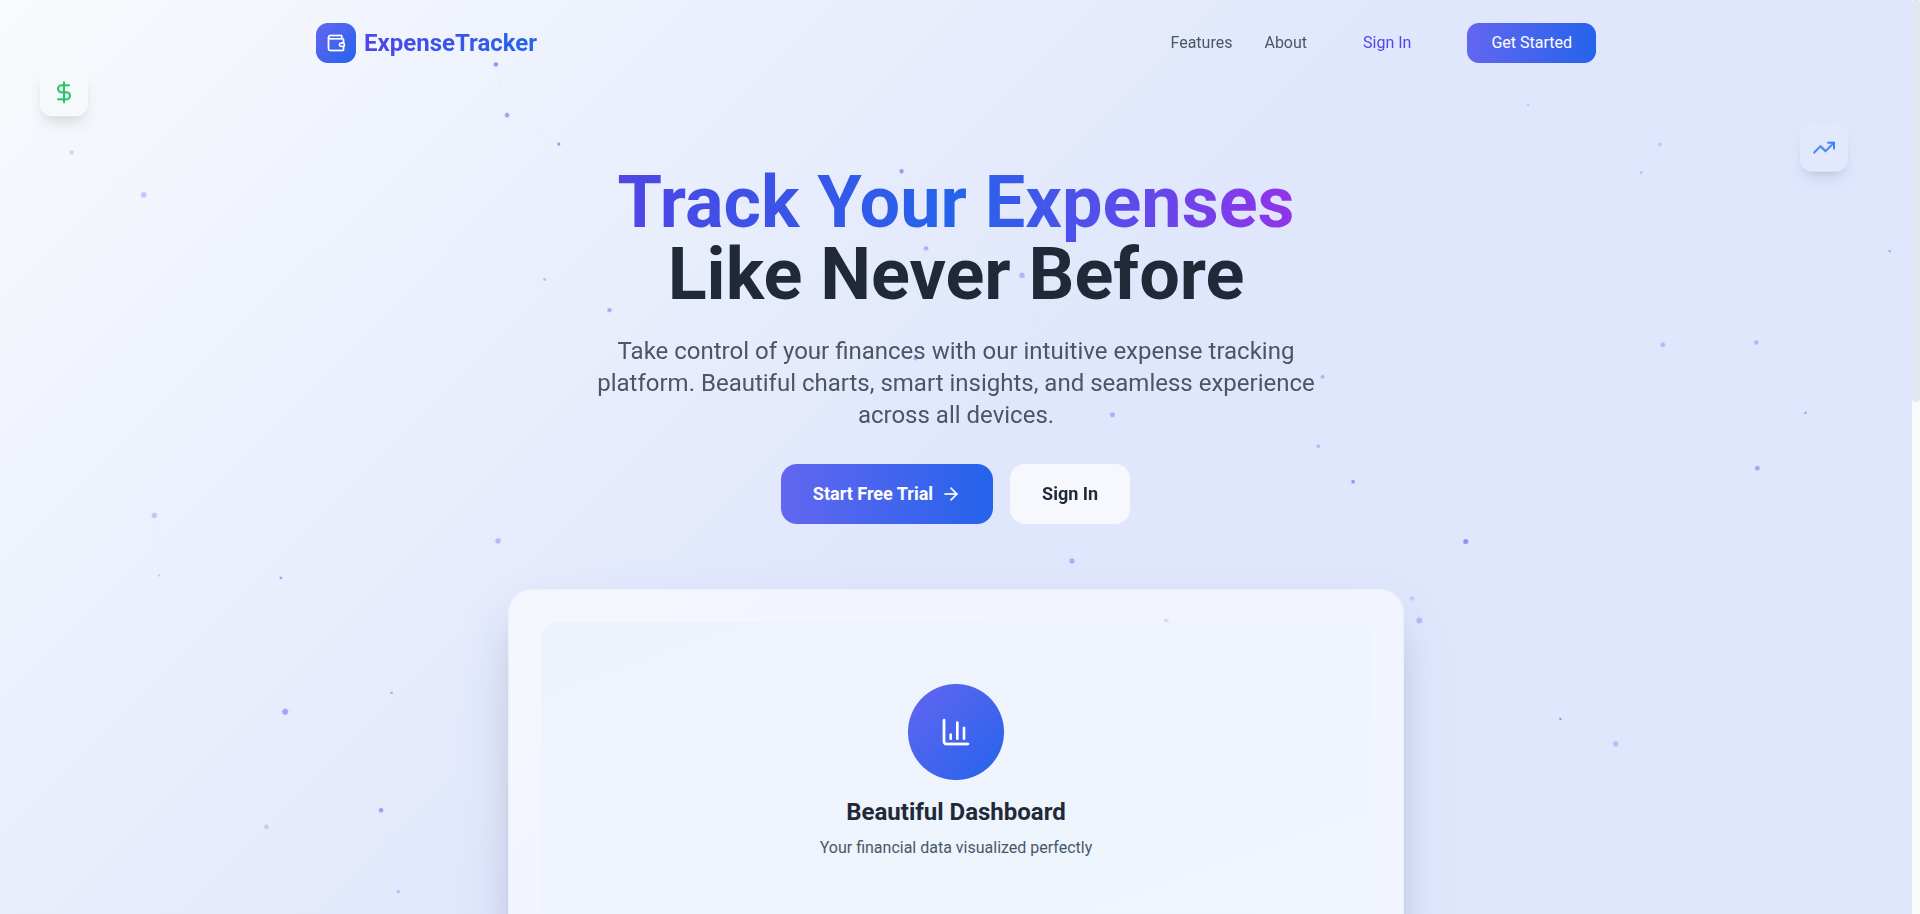 ExpenseTracker
Features
About
Sign In
Get Started
Track Your Expenses
Like Never Before
Take control of your finances with our intuitive expense tracking
platform. Beautiful charts, smart insights, and seamless experience
across all devices.
Start Free Trial
Sign In
Beautiful Dashboard
Your financial data visualized perfectly